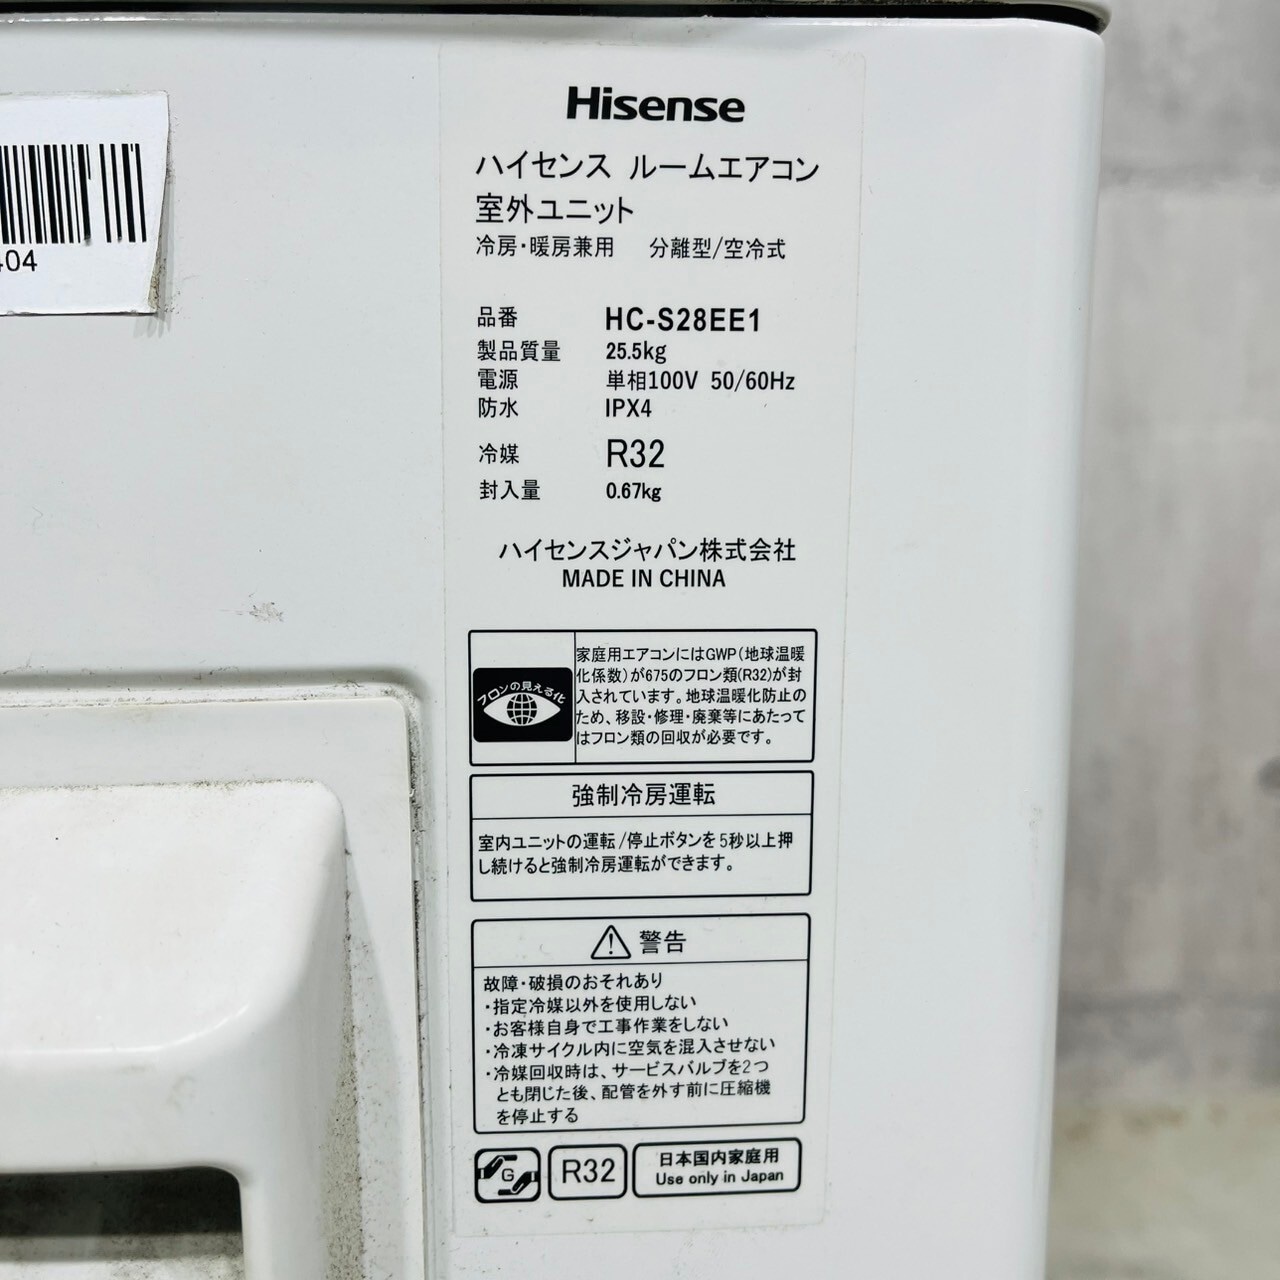 Hisense
ハイセンス ルームエアコン
室外ユニット
冷房・暖房兼用 分離型/空冷式
品番 HC-S28EE1
製品質量 25.5kg
電源 単相100V 50/60Hz
防水 IPX4
冷媒 R32
封入量 0.67kg
ハイセンスジャパン株式会社
MADE IN CHINA
フロンの見える化
家庭用エアコンにはGWP(地球温暖
化係数)が675のフロン類(R32)が封
入されています。地球温暖化防止の
ため、移設・修理・廃棄等にあたって
はフロン類の回収が必要です。
強制冷房運転
室内ユニットの運転/停止ボタンを5秒以上押
し続けると強制冷房運転ができます。
警告
故障・破損のおそれあり
・指定冷媒以外を使用しない
・お客様自身で工事作業をしない
・冷凍サイクル内に空気を混入させない
・冷媒回収時は、サービスバルブを2つ
とも閉じた後、配管を外す前に圧縮機
を停止する
G
R32
日本国内家庭用
Use only in Japan
404